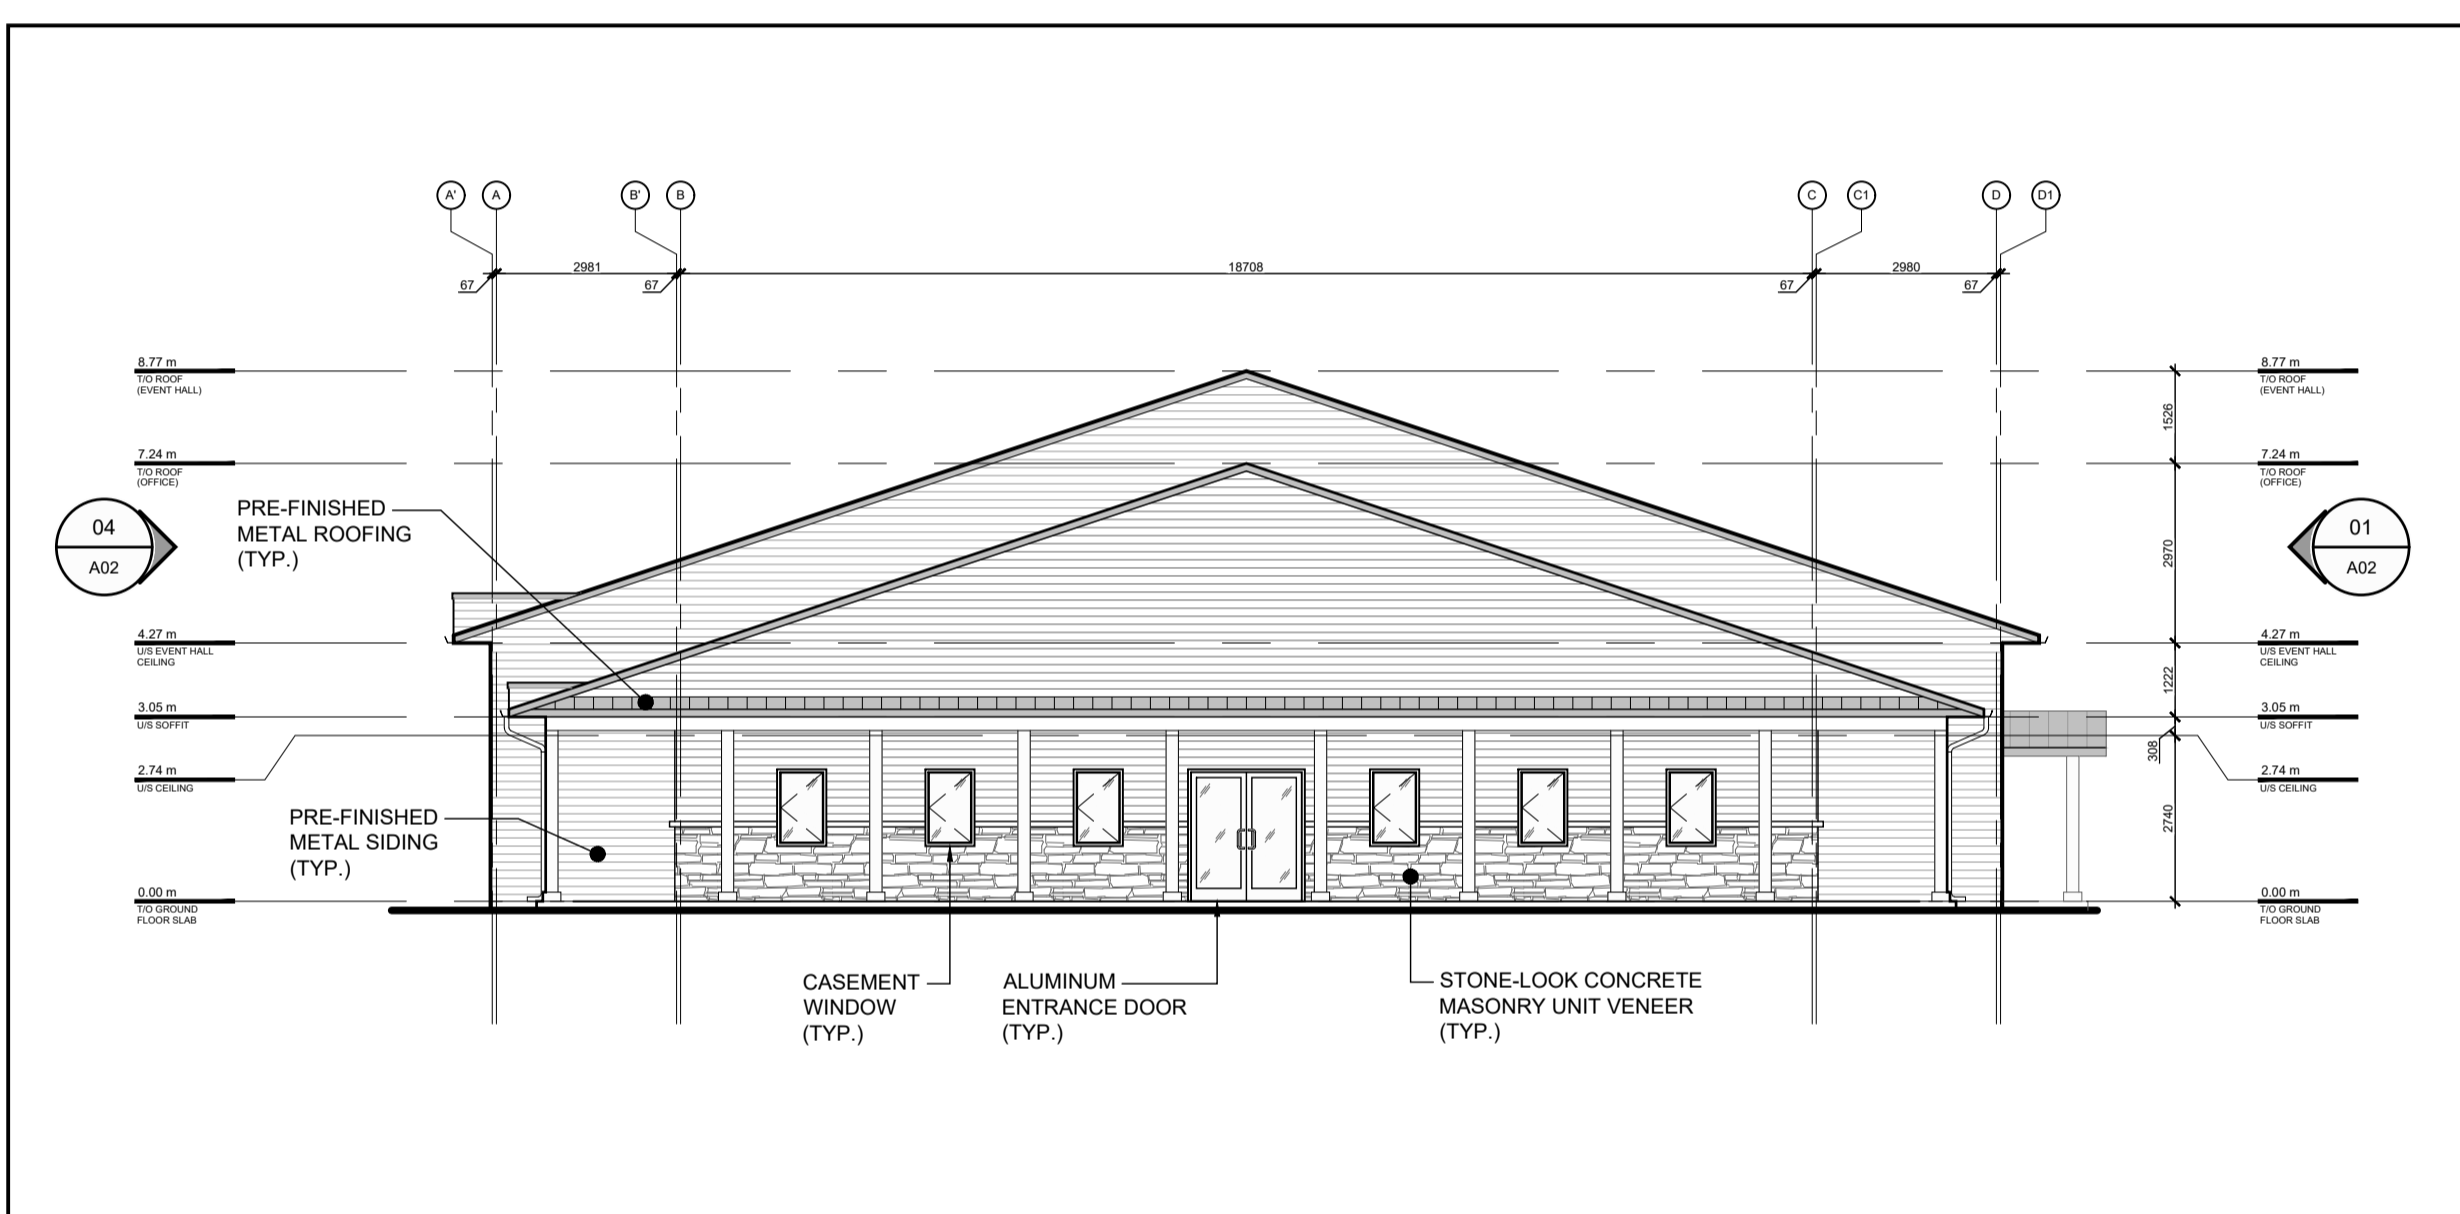 A'
A
B'
B
C
C1
D
D1
2981
18708
2980
67
67
67
67
8.77 m
T/O ROOF
(EVENT HALL)
8.77 m
T/O ROOF
(EVENT HALL)
1526
7.24 m
T/O ROOF
(OFFICE)
7.24 m
T/O ROOF
(OFFICE)
04
A02
PRE-FINISHED
METAL ROOFING
(TYP.)
2970
01
A02
4.27 m
U/S EVENT HALL
CEILING
4.27 m
U/S EVENT HALL
CEILING
1222
3.05 m
U/S SOFFIT
3.05 m
U/S SOFFIT
308
2.74 m
U/S CEILING
2.74 m
U/S CEILING
PRE-FINISHED
METAL SIDING
(TYP.)
2740
0.00 m
T/O GROUND
FLOOR SLAB
0.00 m
T/O GROUND
FLOOR SLAB
CASEMENT
WINDOW
(TYP.)
ALUMINUM
ENTRANCE DOOR
(TYP.)
STONE-LOOK CONCRETE
MASONRY UNIT VENEER
(TYP.)